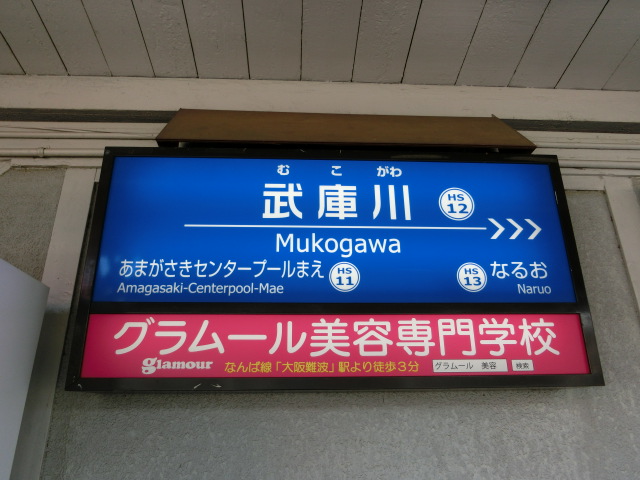 むこがわ
武庫川 HS 12
Mukogawa
あまがさきセンタープールまえ HS 11
Amagasaki-Centerpool-Mae
HS 13 なるお
Naruo
グラムール美容専門学校
glamour なんば線「大阪難波」駅より徒歩3分 グラムール 美容 検索